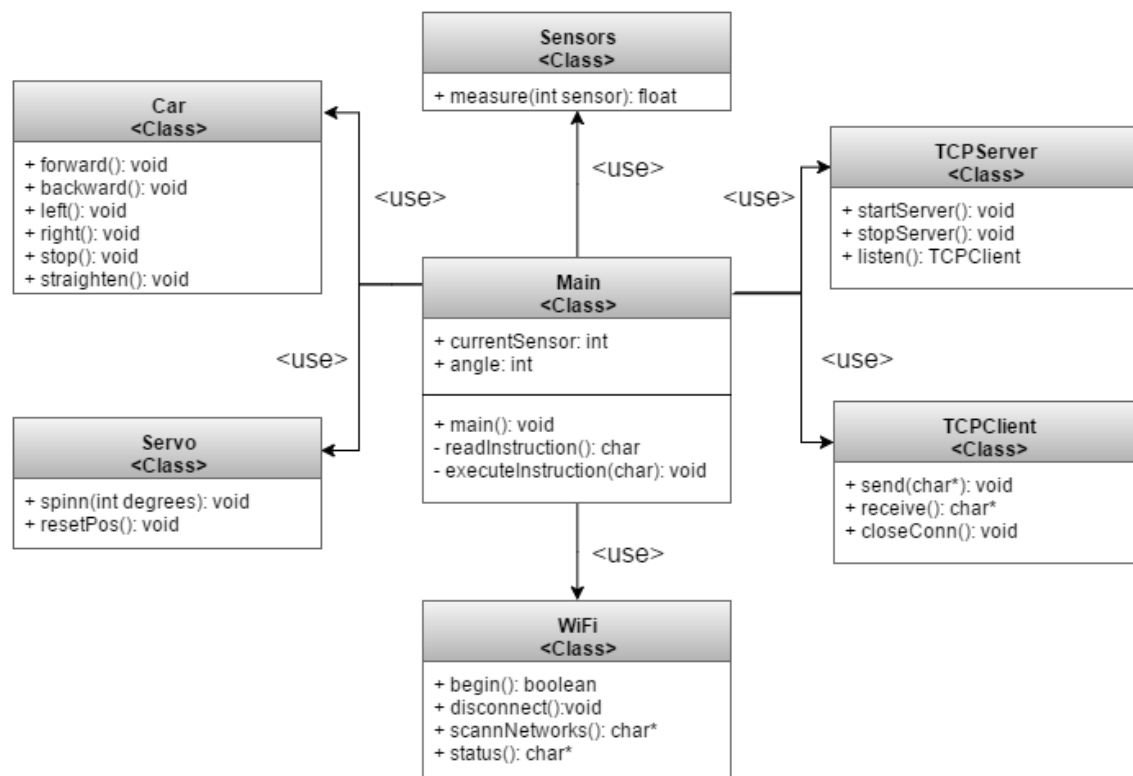 Sensors
<Class>
+ measure(int sensor): float
Car
<Class>
+ forward(): void
+ backward(): void
+ left(): void
+ right(): void
+ stop(): void
+ straighten(): void
<use>
<use>
<use>
TCPServer
<Class>
+ startServer(): void
+ stopServer(): void
+ listen(): TCPClient
Main
<Class>
+ currentSensor: int
+ angle: int
+ main(): void
- readInstruction(): char
- executeInstruction(char): void
<use>
<use>
Servo
<Class>
+ spinn(int degrees): void
+ resetPos(): void
TCPClient
<Class>
+ send(char*): void
+ receive(): char*
+ closeConn(): void
<use>
WiFi
<Class>
+ begin(): boolean
+ disconnect():void
+ scannNetworks(): char*
+ status(): char*